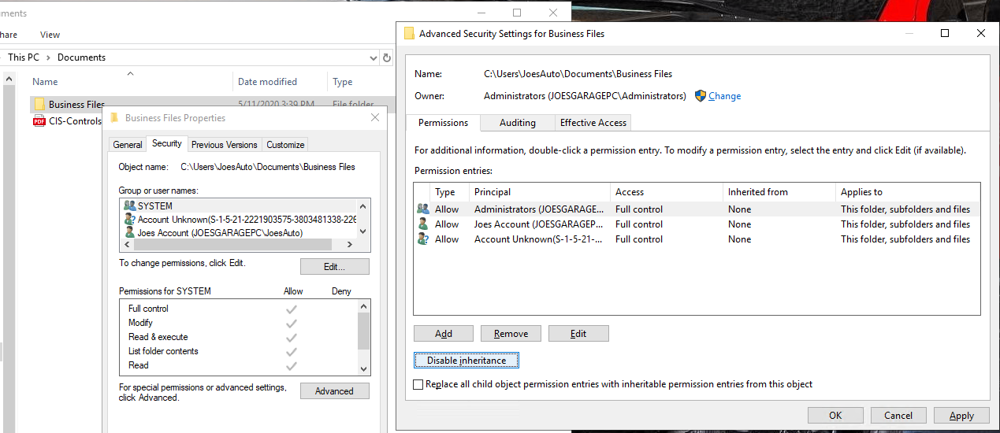 ments
hare View
This PC > Documents
Name Date modified Type
Business Files 5/11/2020 3:39 PM File folder
CIS-Controls
Business Files Properties
General Security Previous Versions Customize
Object name: C:\Users\JoesAuto\Documents\Business Files
Group or user names:
SYSTEM
Account Unknown(S-1-5-21-2221903575-3803481338-226
Joes Account (JOESGARAGEPC\JoesAuto)
To change permissions, click Edit.
Edit...
Permissions for SYSTEM Allow Deny
Full control
Modify
Read & execute
List folder contents
Read
For special permissions or advanced settings,
click Advanced.
Advanced
Advanced Security Settings for Business Files
Name: C:\Users\JoesAuto\Documents\Business Files
Owner: Administrators (JOESGARAGEPC\Administrators) Change
Permissions Auditing Effective Access
For additional information, double-click a permission entry. To modify a permission entry, select the entry and click Edit (if available).
Permission entries:
Type Principal Access Inherited from Applies to
Allow Administrators (JOESGARAGE... Full control None This folder, subfolders and files
Allow Joes Account (JOESGARAGEP... Full control None This folder, subfolders and files
Allow Account Unknown(S-1-5-21-... Full control None This folder, subfolders and files
Add Remove Edit
Disable inheritance
Replace all child object permission entries with inheritable permission entries from this object
OK Cancel Apply